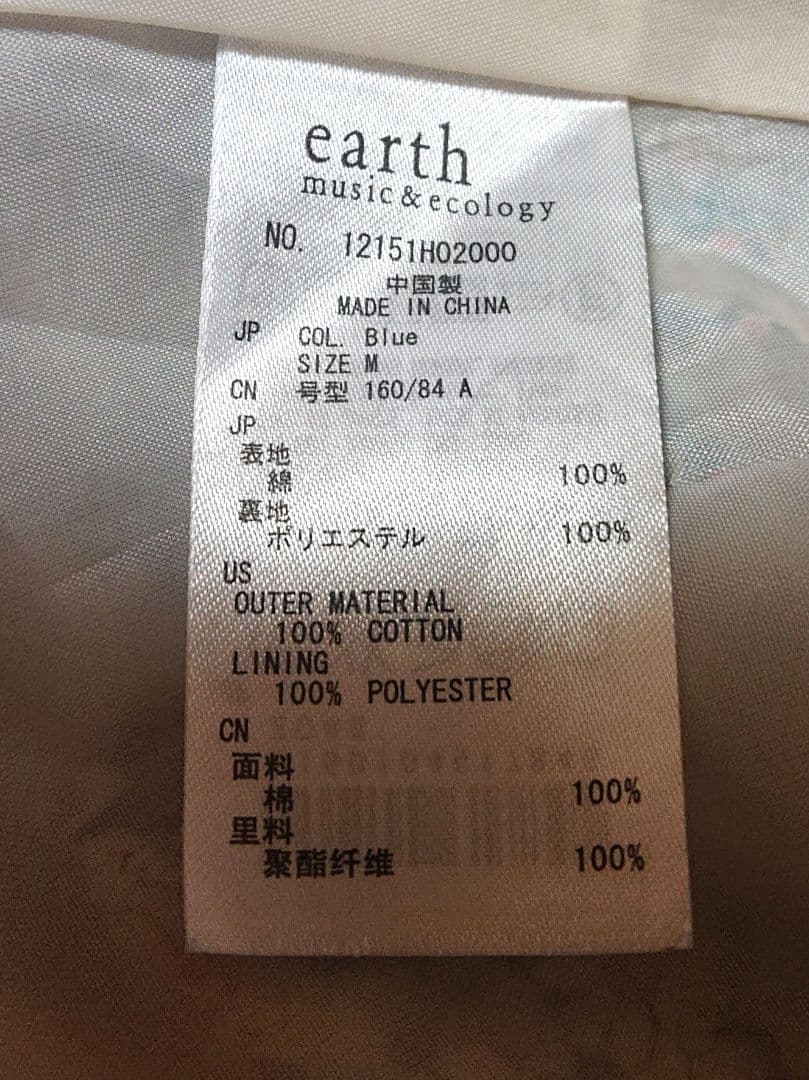 earth
music&ecology
NO. 12151H02000
中国製
MADE IN CHINA
JP COL. Blue
SIZE M
CN 号型 160/84 A
JP
表地
綿 100%
裏地
ポリエステル 100%
US
OUTER MATERIAL
100% COTTON
LINING
100% POLYESTER
CN
面料
棉 100%
里料
聚酯纤维 100%